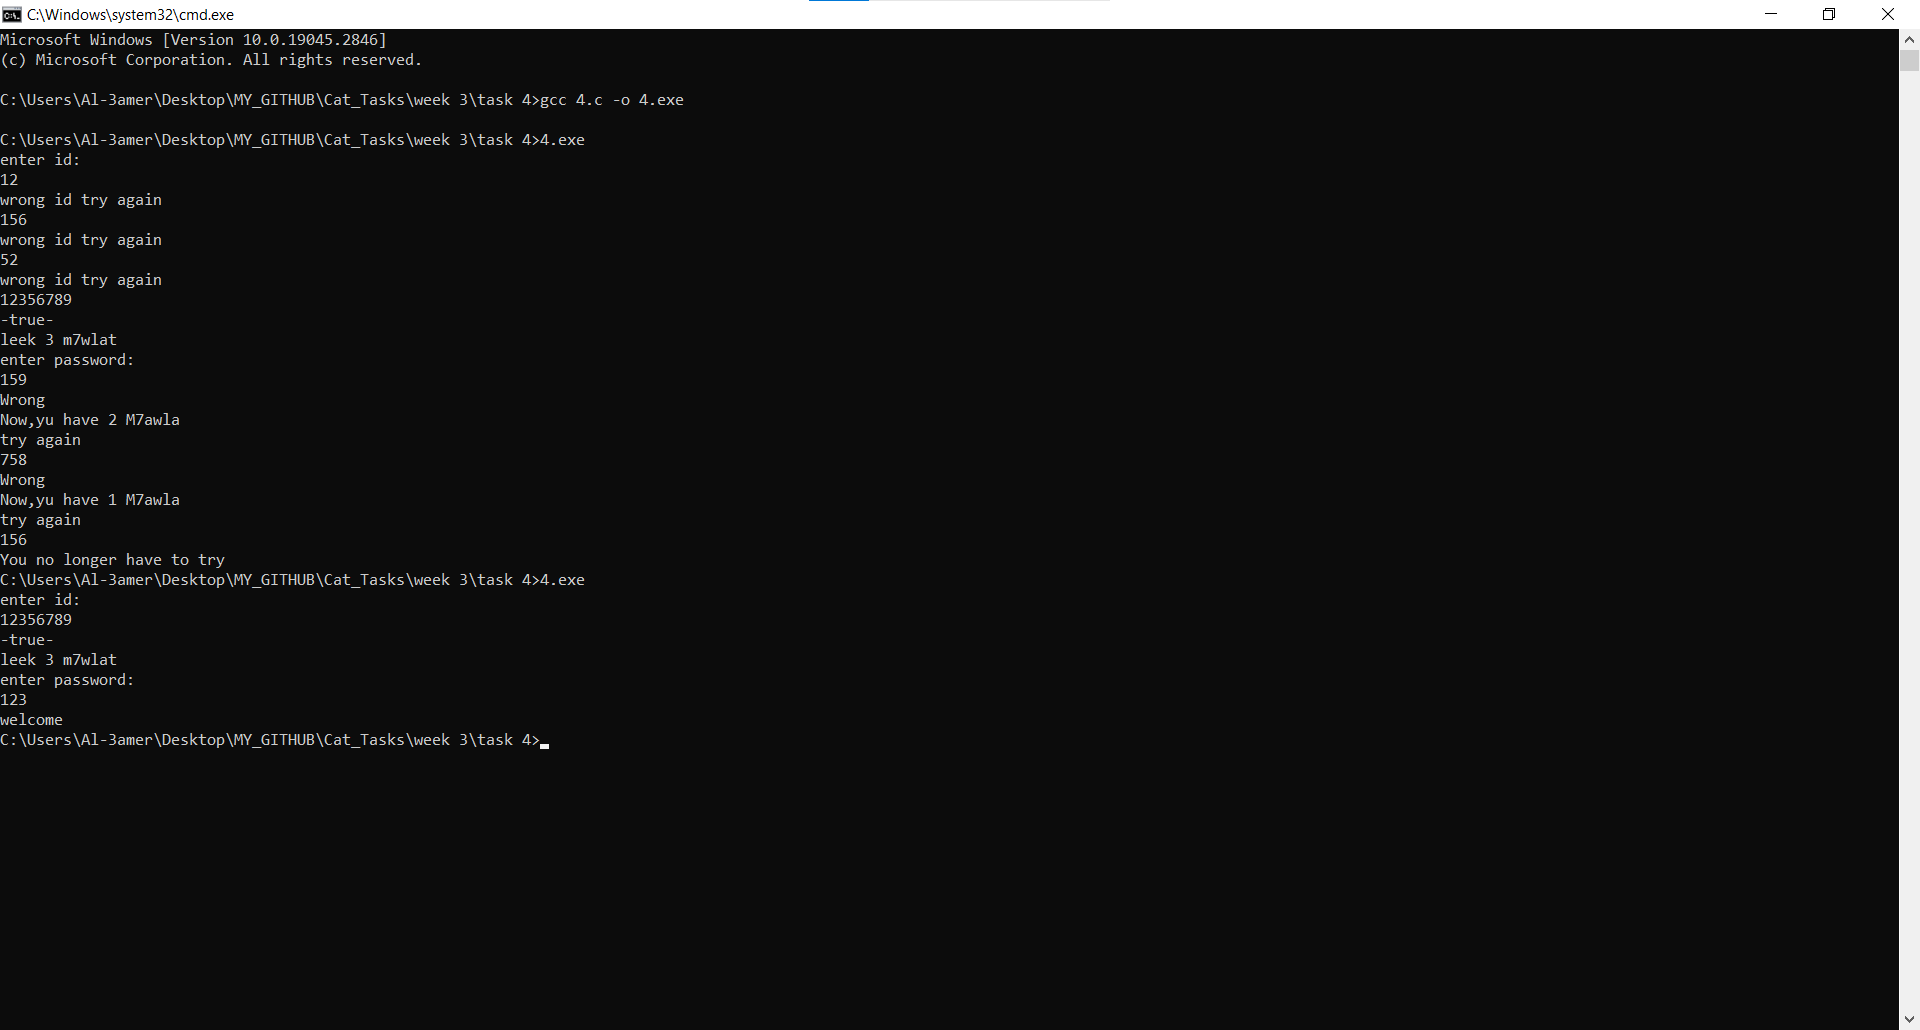 C:\Windows\system32\cmd.exe
Microsoft Windows [Version 10.0.19045.2846]
(c) Microsoft Corporation. All rights reserved.
C:\Users\Al-3amer\Desktop\MY_GITHUB\Cat_Tasks\week 3\task 4>gcc 4.c -o 4.exe
C:\Users\Al-3amer\Desktop\MY_GITHUB\Cat_Tasks\week 3\task 4>4.exe
enter id:
12
wrong id try again
156
wrong id try again
52
wrong id try again
12356789
-true-
leek 3 m7wlat
enter password:
159
Wrong
Now,yu have 2 M7awla
try again
758
Wrong
Now,yu have 1 M7awla
try again
156
You no longer have to try
C:\Users\Al-3amer\Desktop\MY_GITHUB\Cat_Tasks\week 3\task 4>4.exe
enter id:
12356789
-true-
leek 3 m7wlat
enter password:
123
welcome
C:\Users\Al-3amer\Desktop\MY_GITHUB\Cat_Tasks\week 3\task 4>